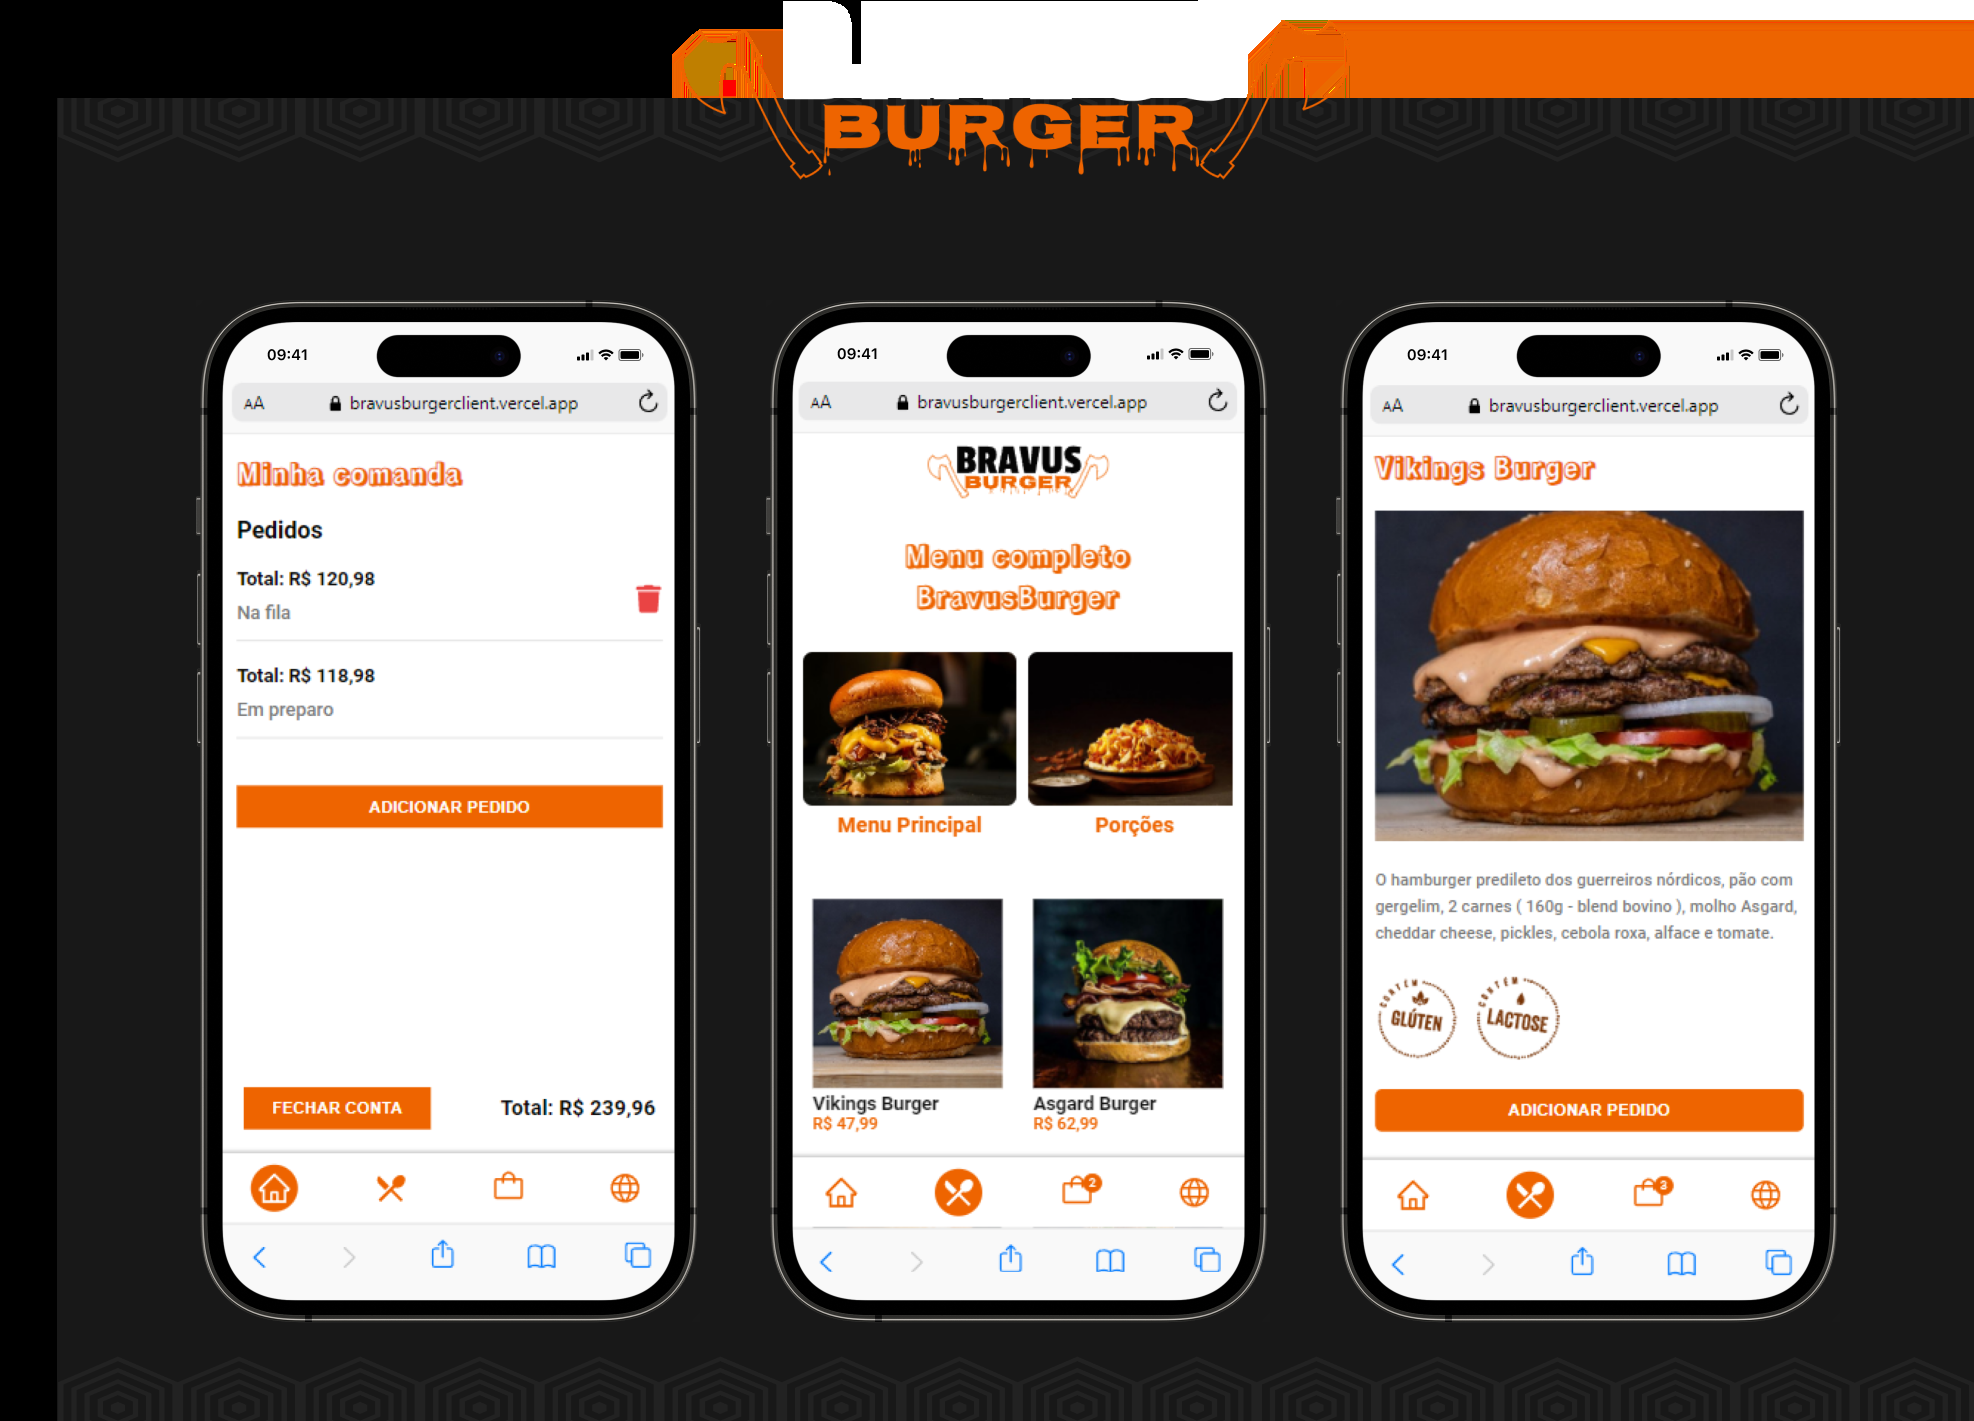 BURGER
09:41
AA bravusburgerclient.vercel.app
Minha comanda
Pedidos
Total: R$ 120,98
Na fila
Total: R$ 118,98
Em preparo
ADICIONAR PEDIDO
FECHAR CONTA Total: R$ 239,96
09:41
AA bravusburgerclient.vercel.app
BRAVUS
BURGER
Menu completo
BravusBurger
Menu Principal Porções
Vikings Burger Asgard Burger
R$ 47,99 R$ 62,99
2
09:41
AA bravusburgerclient.vercel.app
Vikings Burger
O hamburger predileto dos guerreiros nórdicos, pão com
gergelim, 2 carnes ( 160g - blend bovino ), molho Asgard,
cheddar cheese, pickles, cebola roxa, alface e tomate.
CONTÉM CONTÉM
GLÚTEN LACTOSE
ADICIONAR PEDIDO
3